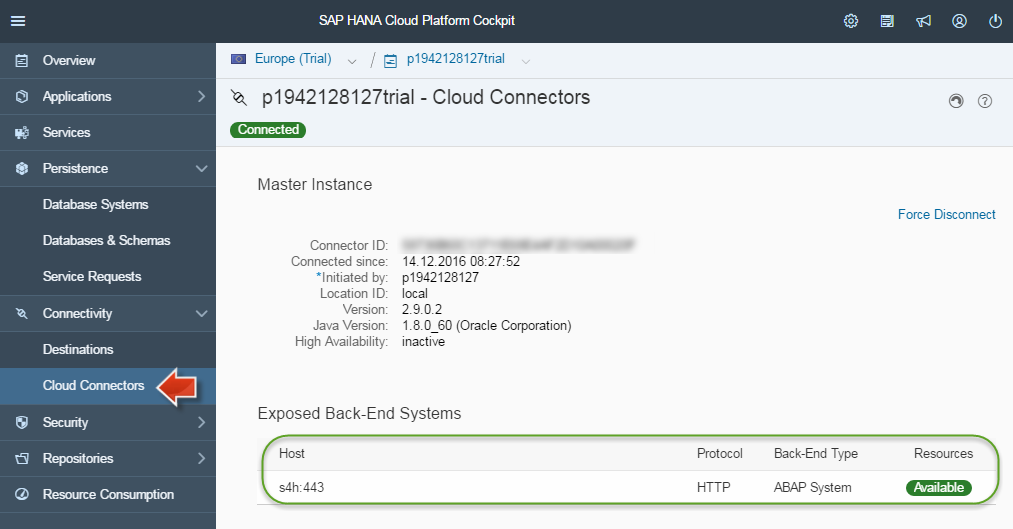 SAP HANA Cloud Platform Cockpit
Overview
Applications
Services
Persistence
Database Systems
Databases & Schemas
Service Requests
Connectivity
Destinations
Cloud Connectors
Security
Repositories
Resource Consumption
Europe (Trial) / p1942128127trial
p1942128127trial - Cloud Connectors
Connected
Master Instance
Force Disconnect
Connector ID:
Connected since: 14.12.2016 08:27:52
*Initiated by: p1942128127
Location ID: local
Version: 2.9.0.2
Java Version: 1.8.0_60 (Oracle Corporation)
High Availability: inactive
Exposed Back-End Systems
Host Protocol Back-End Type Resources
s4h:443 HTTP ABAP System Available